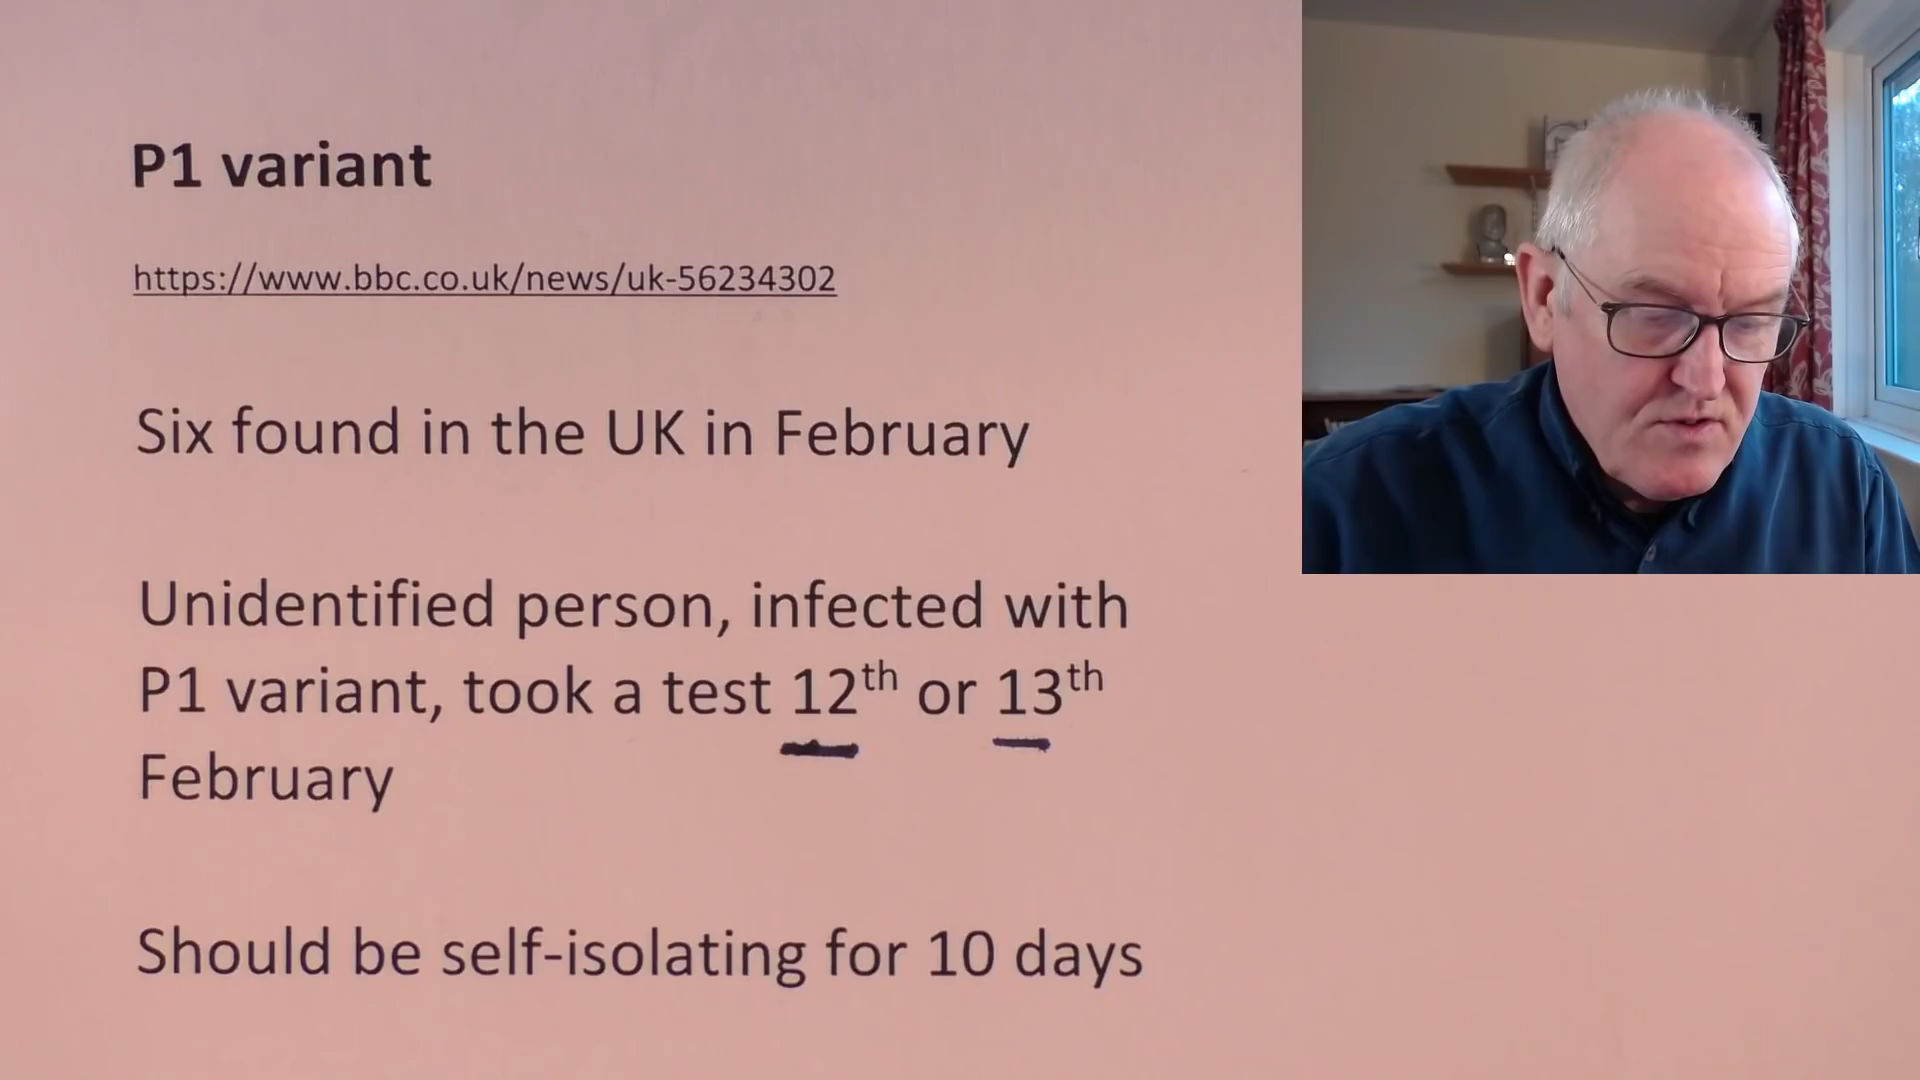 P1 variant
https://www.bbc.co.uk/news/uk-56234302
Six found in the UK in February
Unidentified person, infected with
P1 variant, took a test 12th or 13th
February
Should be self-isolating for 10 days